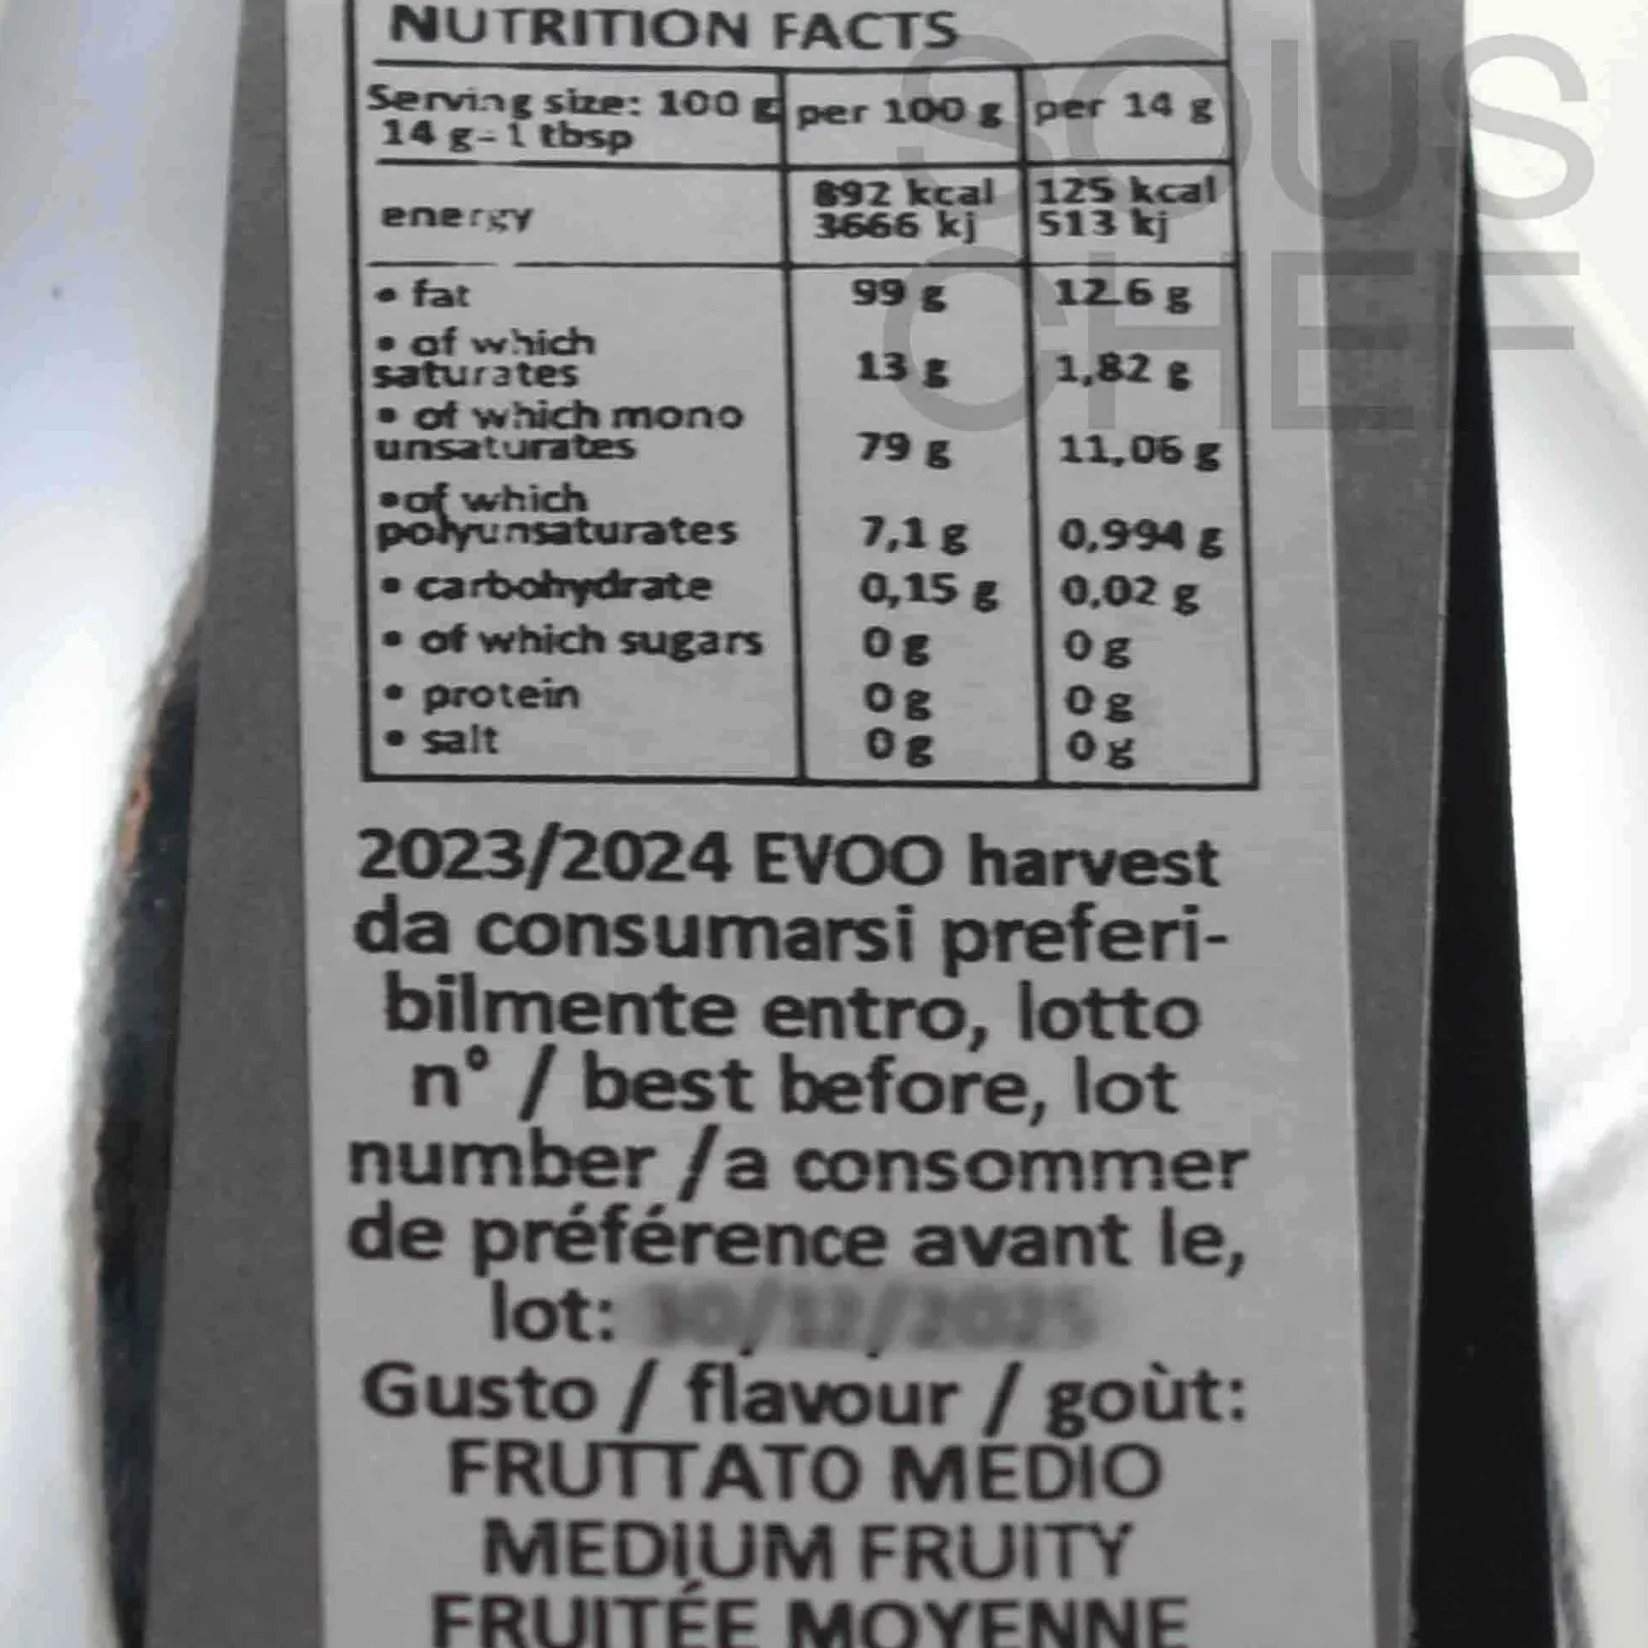 NUTRITION FACTS
Serving size: 100 g per 100 g per 14 g
14 g- 1 tbsp
energy 892 kcal 125 kcal
3666 kj 513 kj
• fat 99 g 12.6 g
• of which
saturates 13 g 1,82 g
• of which mono
unsaturates 79 g 11,06 g
• of which
polyunsaturates 7,1 g 0,994 g
• carbohydrate 0,15 g 0,02 g
• of which sugars 0 g 0 g
• protein 0 g 0 g
• salt 0 g 0 g
2023/2024 EVOO harvest
da consumarsi preferi-
bilmente entro, lotto
n° / best before, lot
number /a consommer
de préférence avant le,
lot:
Gusto / flavour / goùt:
FRUTTATO MEDIO
MEDIUM FRUITY
FRUITÉE MOYENNE
SOUS
CHEF